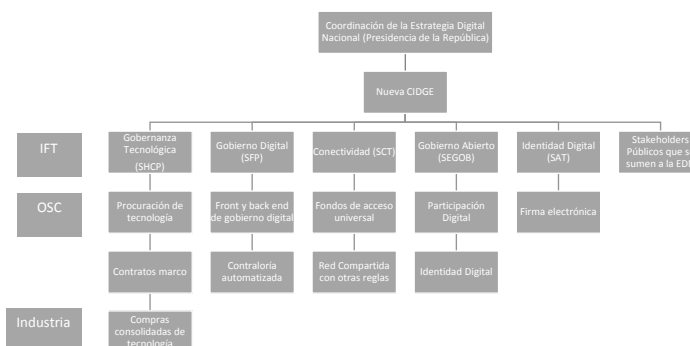 Coordinación de la Estrategia Digital
Nacional (Presidencia de la República)
Nueva CIDGE
IFT
Gobernanza
Tecnológica
(SHCP)
Gobierno Digital
(SFP)
Conectividad (SCT)
Gobierno Abierto
(SEGOB)
Identidad Digital
(SAT)
Stakeholders
Públicos que s
sumen a la EDN
OSC
Procuración de
tecnología
Front y back end
de gobierno digital
Fondos de acceso
universal
Participación
Digital
Firma electrónica
Contratos marco
Contraloría
automatizada
Red Compartida
con otras reglas
Identidad Digital
Industria
Compras
consolidadas de
tecnología